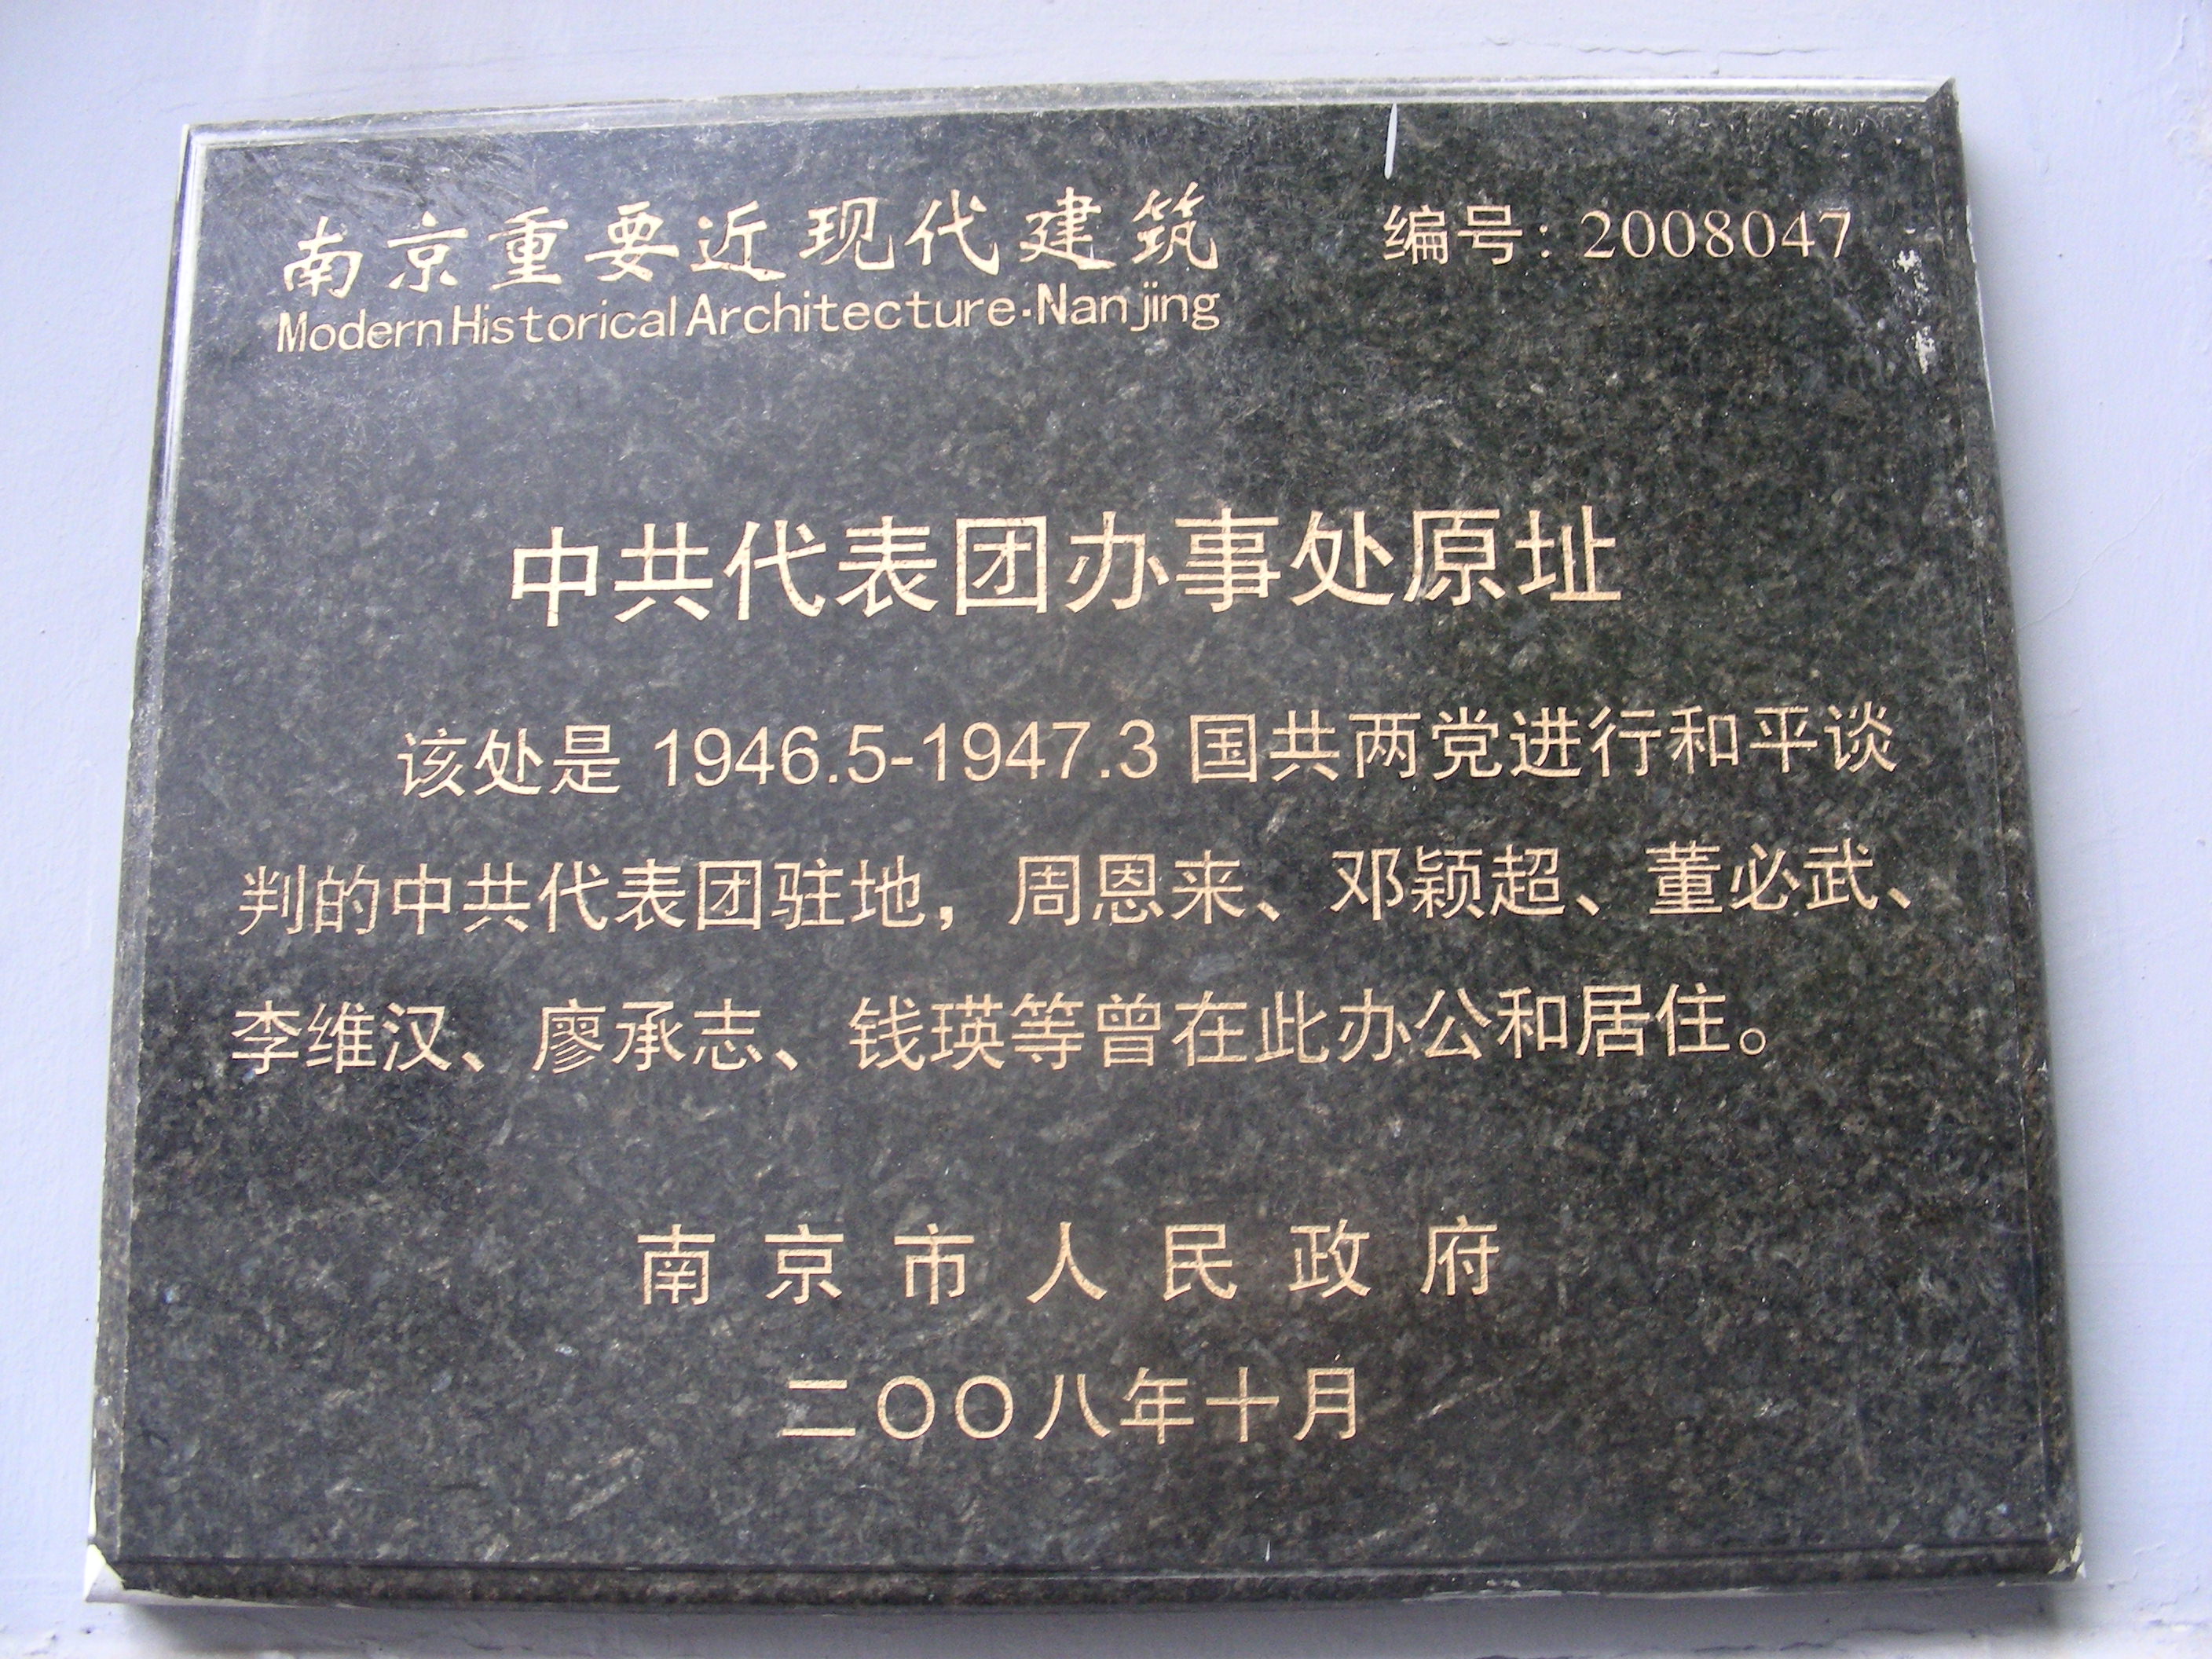 南京重要近现代建筑
编号：2008047
Modern Historical Architecture·Nanjing
中共代表团办事处原址
该处是 1946.5-1947.3 国共两党进行和平谈
判的中共代表团驻地，周恩来、邓颖超、董必武、
李维汉、廖承志、钱瑛等曾在此办公和居住。
南京市人民政府
二〇〇八年十月